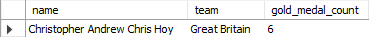 name team gold_medal_count
Christopher Andrew Chris Hoy Great Britain 6